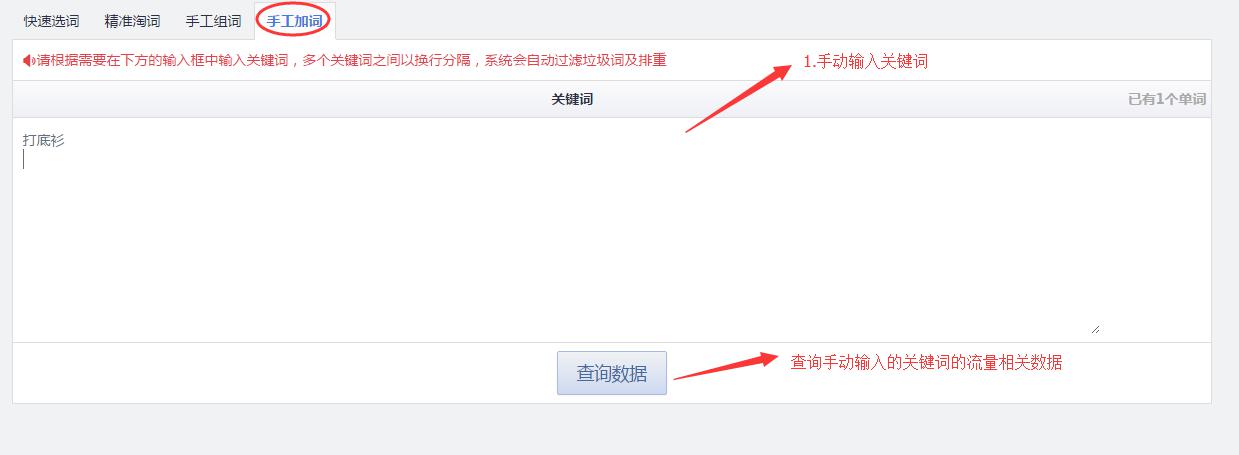 快速选词 精准淘词 手工组词 手工加词
请根据需要在下方的输入框中输入关键词，多个关键词之间以换行分隔，系统会自动过滤垃圾词及排重
1.手动输入关键词
关键词 已有1个单词
打底衫
查询数据
查询手动输入的关键词的流量相关数据